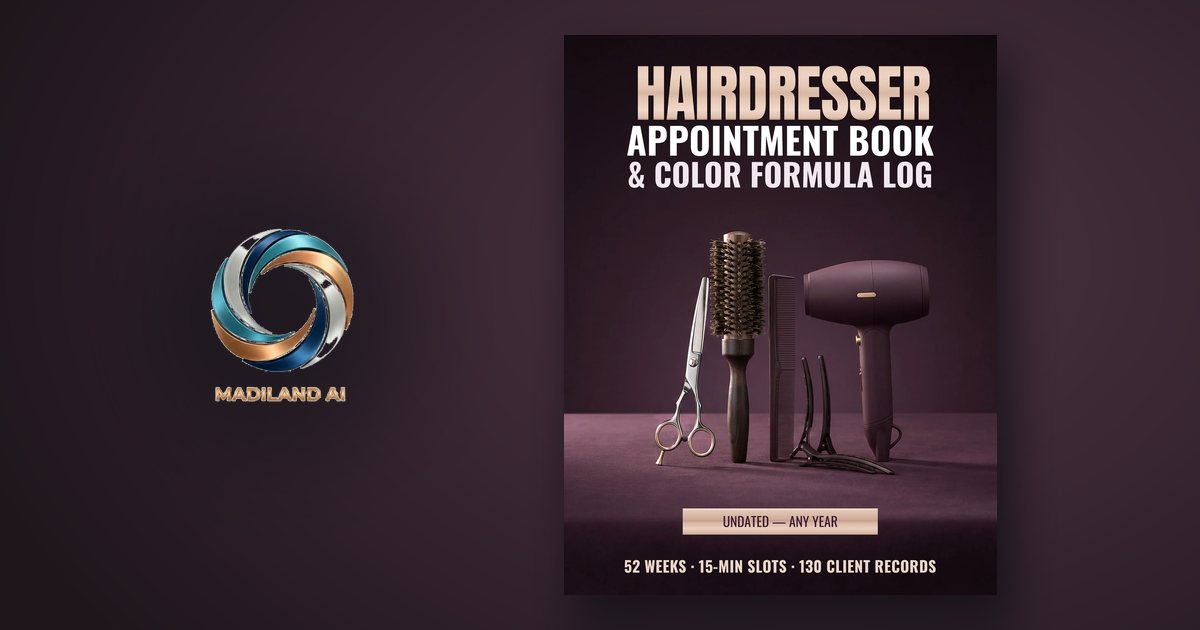 MADILAND AI
HAIRDRESSER
APPOINTMENT BOOK
& COLOR FORMULA LOG
UNDATED — ANY YEAR
52 WEEKS · 15-MIN SLOTS · 130 CLIENT RECORDS